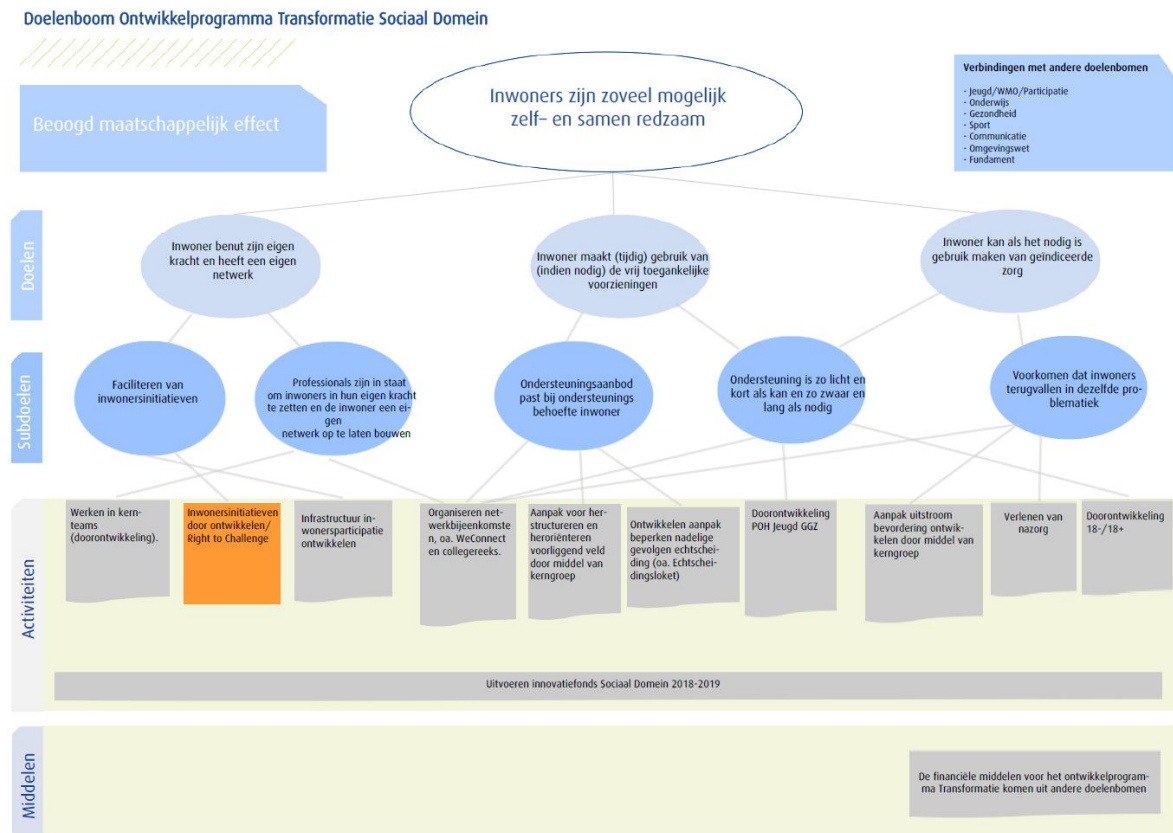 Doelenboom Ontwikkelprogramma Transformatie Sociaal Domein
Beoogd maatschappelijk effect
Inwoners zijn zoveel mogelijk
zelf– en samen redzaam
Verbindingen met andere doelenbomen
- Jeugd/WMO/Participatie
- Onderwijs
- Gezondheid
- Sport
- Communicatie
- Omgevingswet
- Fundament
Doelen
Inwoner benut zijn eigen
kracht en heeft een eigen
netwerk
Inwoner maakt (tijdig) gebruik van
(indien nodig) de vrij toegankelijke
voorzieningen
Inwoner kan als het nodig is
gebruik maken van geïndiceerde
zorg
Subdoelen
Faciliteren van
inwonersinitiatieven
Professionals zijn in staat
om inwoners in hun eigen kracht
te zetten en de inwoner een ei-
gen
netwerk op te laten bouwen
Ondersteuningsaanbod
past bij ondersteunings
behoefte inwoner
Ondersteuning is zo licht en
kort als kan en zo zwaar en
lang als nodig
Voorkomen dat inwoners
terugvallen in dezelfde pro-
blematiek
Activiteiten
Werken in kern-
teams
(doorontwikkeling).
Inwonersinitiatieven
door ontwikkelen/
Right to Challenge
Infrastructuur in-
wonersparticipatie
ontwikkelen
Organiseren net-
werkbijeenkomste
n, oa. WeConnect
en collegereeks.
Aanpak voor her-
structureren en
heroriënteren
voorliggend veld
door middel van
kerngroep
Ontwikkelen aanpak
beperken nadelige
gevolgen echtschei-
ding (oa. Echtschei-
dingsloket)
Doorontwikkeling
POH Jeugd GGZ
Aanpak uitstroom
bevordering ontwik-
kelen door middel van
kerngroep
Verlenen van
nazorg
Doorontwikkeling
18-/18+
Uitvoeren innovatiefonds Sociaal Domein 2018-2019
Middelen
De financiële middelen voor het ontwikkelprogram-
ma Transformatie komen uit andere doelenbomen